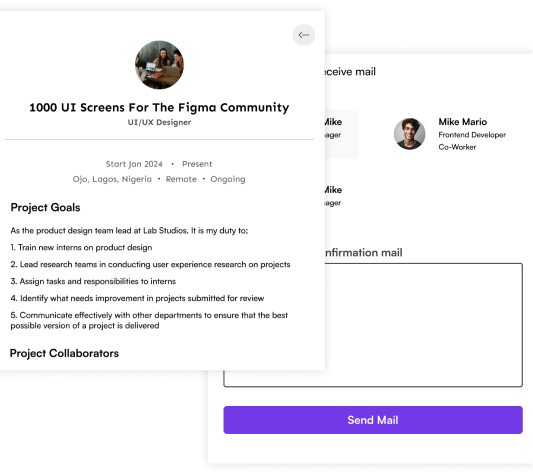 1000 UI Screens For The Figma Community
UI/UX Designer
Start Jan 2024 • Present
Ojo, Lagos, Nigeria • Remote • Ongoing
Project Goals
As the product design team lead at Lab Studios, It is my duty to;
1. Train new interns on product design
2. Lead research teams in conducting user experience research on projects
3. Assign tasks and responsibilities to interns
4. Identify what needs improvement in projects submitted for review
5. Communicate effectively with other departments to ensure that the best
possible version of a project is delivered
Project Collaborators
eceive mail
Mike
ager
Mike Mario
Frontend Developer
Co-Worker
Mike
ager
nfirmation mail
Send Mail